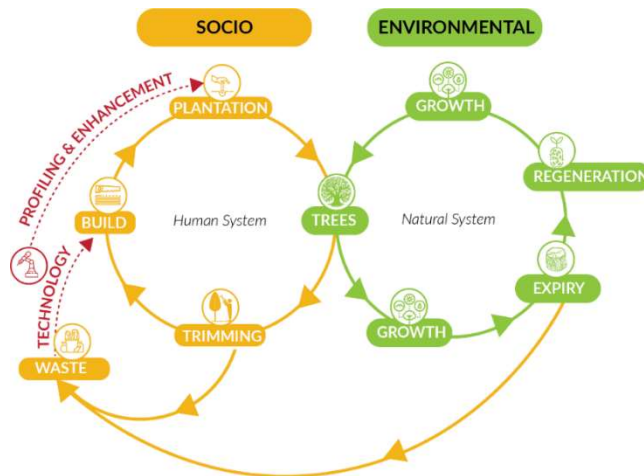 SOCIO
ENVIRONMENTAL
PROFILING & ENHANCEMENT
PLANTATION
GROWTH
REGENERATION
BUILD
Human System
TREES
Natural System
TECHNOLOGY
EXPIRY
TRIMMING
GROWTH
WASTE